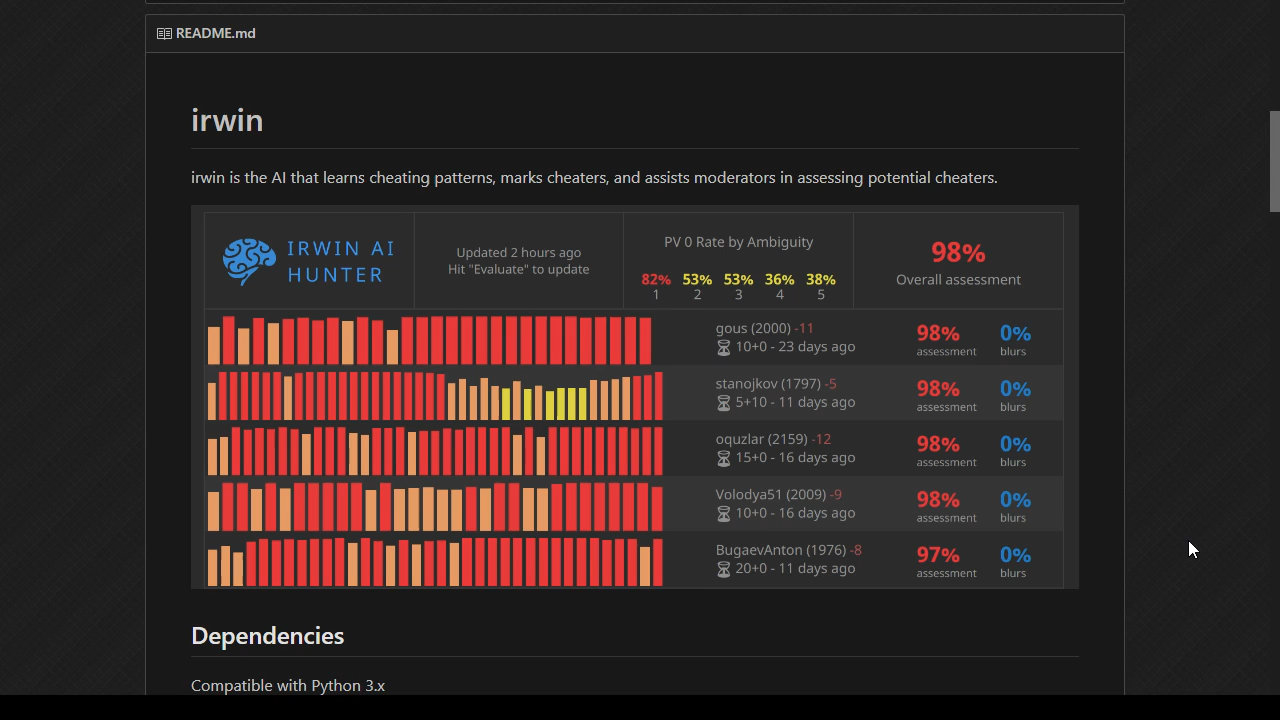 README.md
irwin
irwin is the AI that learns cheating patterns, marks cheaters, and assists moderators in assessing potential cheaters.
IRWIN AI
HUNTER
Updated 2 hours ago
Hit "Evaluate" to update
PV 0 Rate by Ambiguity
82% 53% 53% 36% 38%
1 2 3 4 5
98%
Overall assessment
gous (2000) -11
10+0 - 23 days ago
98%
assessment
0%
blurs
stanojkov (1797) -5
5+10 - 11 days ago
98%
assessment
0%
blurs
oquzlar (2159) -12
15+0 - 16 days ago
98%
assessment
0%
blurs
Volodya51 (2009) -9
10+0 - 16 days ago
98%
assessment
0%
blurs
BugaevAnton (1976) -8
20+0 - 11 days ago
97%
assessment
0%
blurs
Dependencies
Compatible with Python 3.x